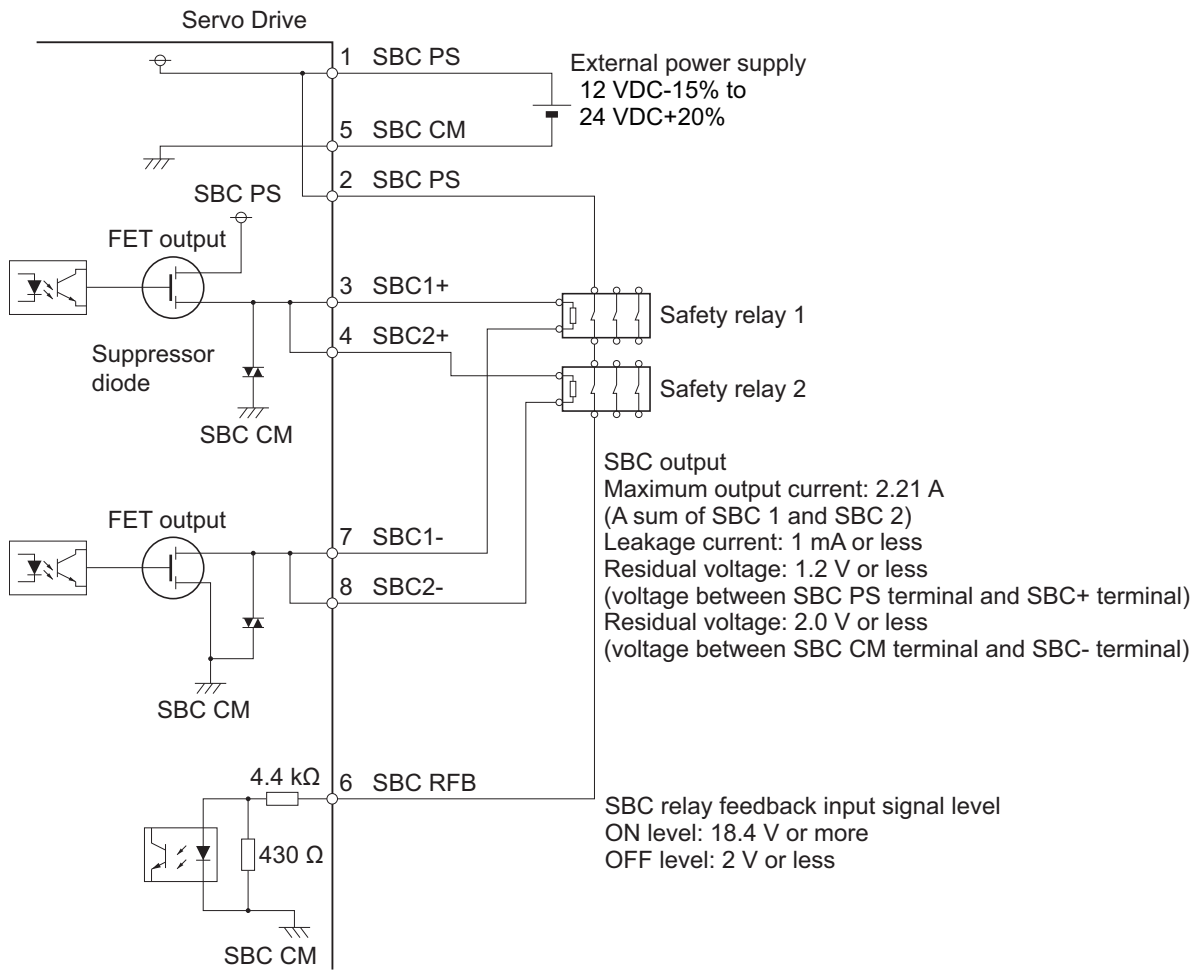 Servo Drive
1 SBC PS
External power supply
12 VDC-15% to
24 VDC+20%
5 SBC CM
2 SBC PS
SBC PS
FET output
3 SBC1+
Safety relay 1
4 SBC2+
Suppressor
diode
Safety relay 2
SBC CM
SBC output
Maximum output current: 2.21 A
(A sum of SBC 1 and SBC 2)
Leakage current: 1 mA or less
Residual voltage: 1.2 V or less
(voltage between SBC PS terminal and SBC+ terminal)
Residual voltage: 2.0 V or less
(voltage between SBC CM terminal and SBC- terminal)
FET output
7 SBC1-
8 SBC2-
SBC CM
4.4 kΩ
6 SBC RFB
430 Ω
SBC CM
SBC relay feedback input signal level
ON level: 18.4 V or more
OFF level: 2 V or less